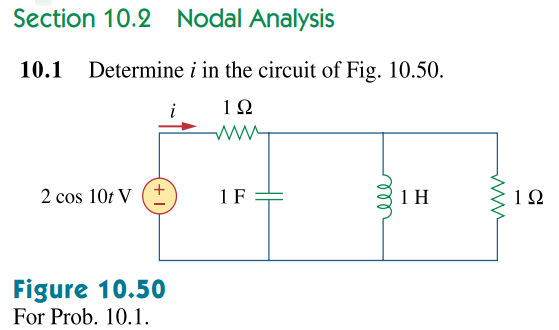 Section 10.2 Nodal Analysis
10.1 Determine i in the circuit of Fig. 10.50.
i 1 Ω
2 cos 10t V + − 1 F 1 H 1 Ω
Figure 10.50
For Prob. 10.1.